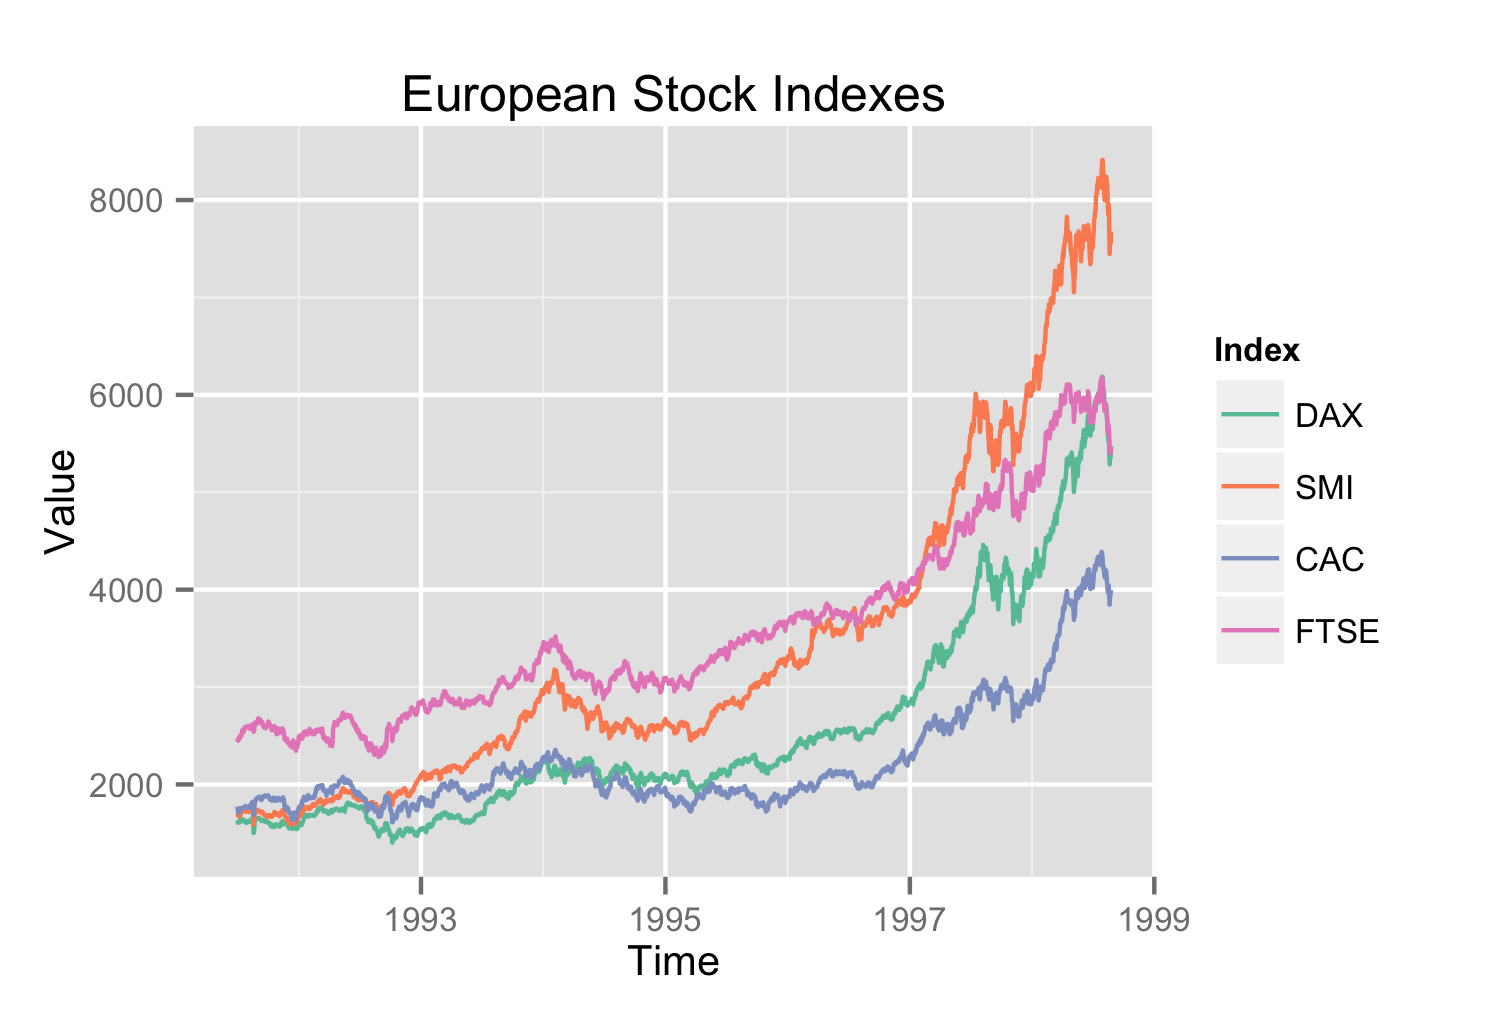 European Stock Indexes
8000
6000
4000
2000
Value
1993 1995 1997 1999
Time
Index
DAX
SMI
CAC
FTSE